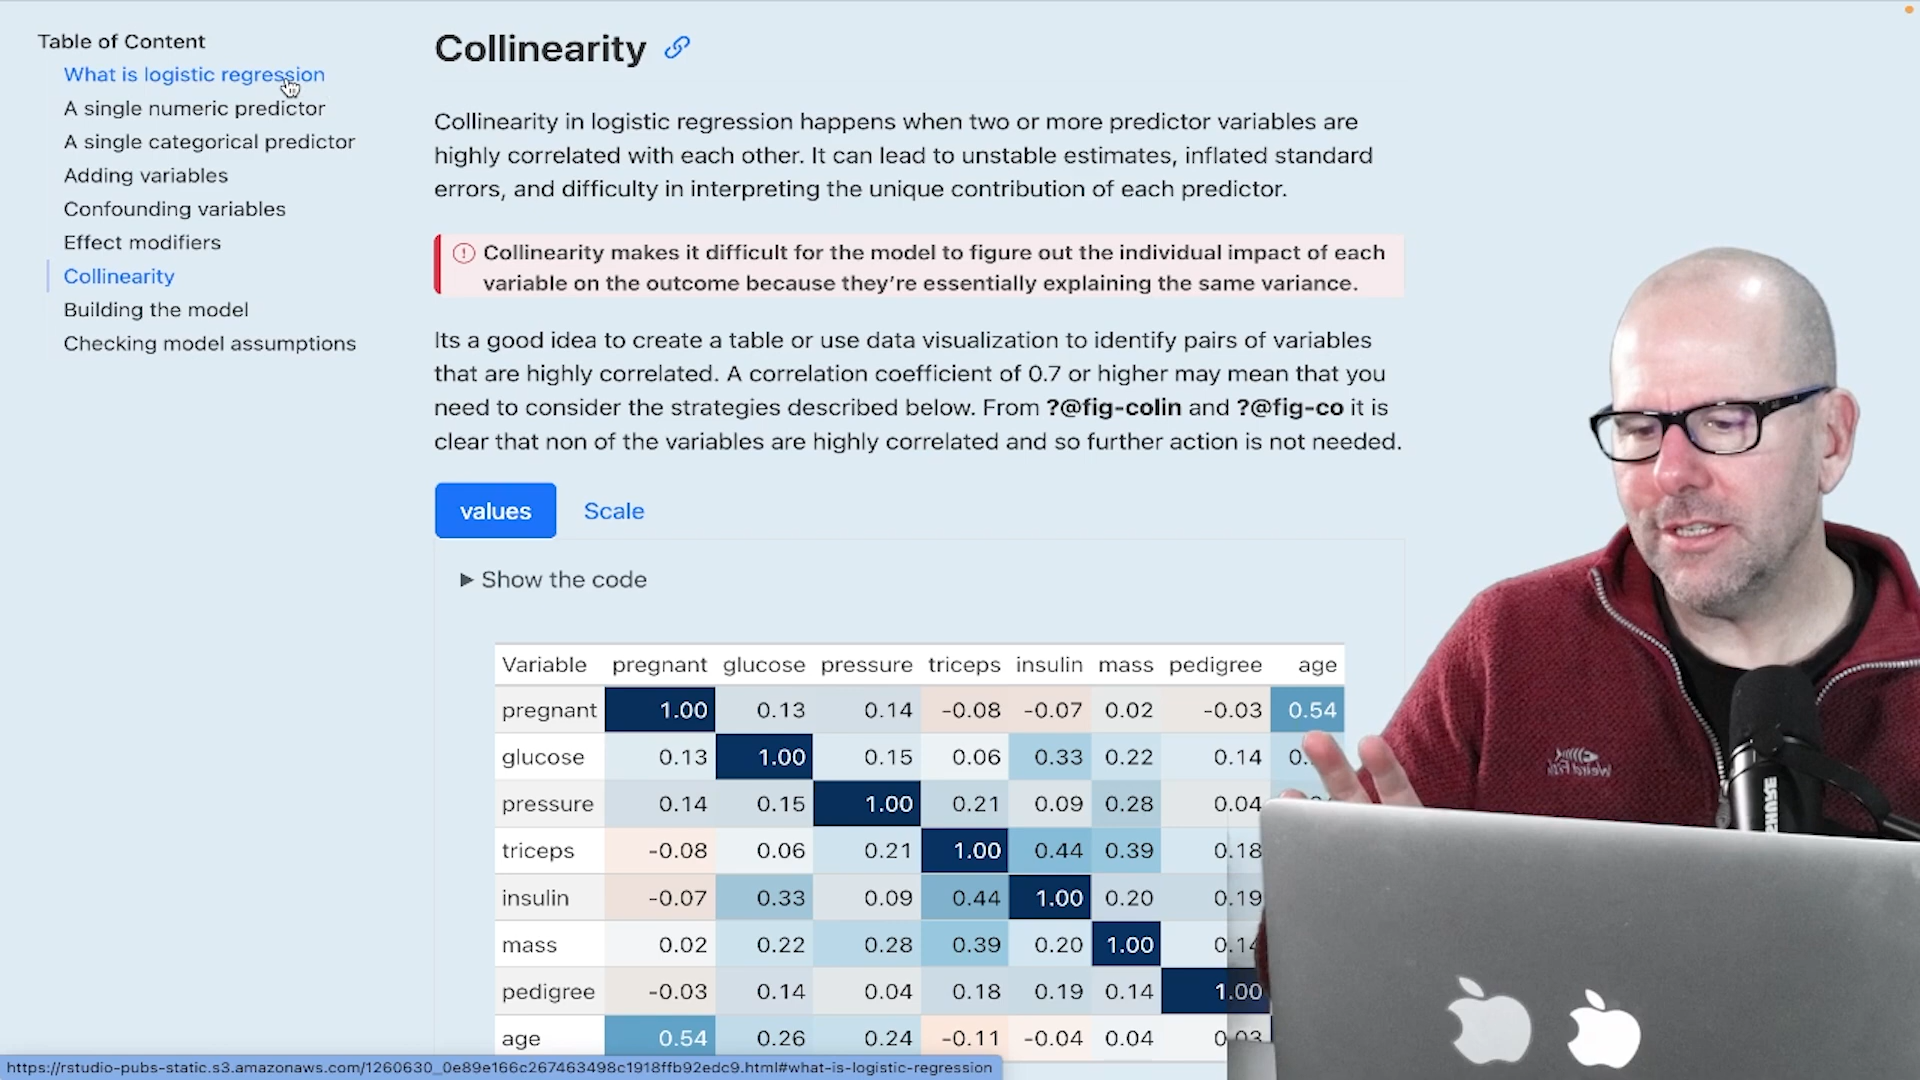 Table of Content
What is logistic regression
A single numeric predictor
A single categorical predictor
Adding variables
Confounding variables
Effect modifiers
Collinearity
Building the model
Checking model assumptions
Collinearity
Collinearity in logistic regression happens when two or more predictor variables are
highly correlated with each other. It can lead to unstable estimates, inflated standard
errors, and difficulty in interpreting the unique contribution of each predictor.
Collinearity makes it difficult for the model to figure out the individual impact of each
variable on the outcome because they’re essentially explaining the same variance.
Its a good idea to create a table or use data visualization to identify pairs of variables
that are highly correlated. A correlation coefficient of 0.7 or higher may mean that you
need to consider the strategies described below. From ?@fig-colin and ?@fig-co it is
clear that non of the variables are highly correlated and so further action is not needed.
values Scale
Show the code
Variable pregnant glucose pressure triceps insulin mass pedigree age
pregnant 1.00 0.13 0.14 -0.08 -0.07 0.02 -0.03 0.54
glucose 0.13 1.00 0.15 0.06 0.33 0.22 0.14
pressure 0.14 0.15 1.00 0.21 0.09 0.28 0.04
triceps -0.08 0.06 0.21 1.00 0.44 0.39 0.18
insulin -0.07 0.33 0.09 0.44 1.00 0.20 0.19
mass 0.02 0.22 0.28 0.39 0.20 1.00 0.14
pedigree -0.03 0.14 0.04 0.18 0.19 0.14 1.00
age 0.54 0.26 0.24 -0.11 -0.04 0.04 0.03
https://rstudio-pubs-static.s3.amazonaws.com/1260630_0e89e166c267463498c1918ffb92edc9.html#what-is-logistic-regression
Weird Fish
SHURE